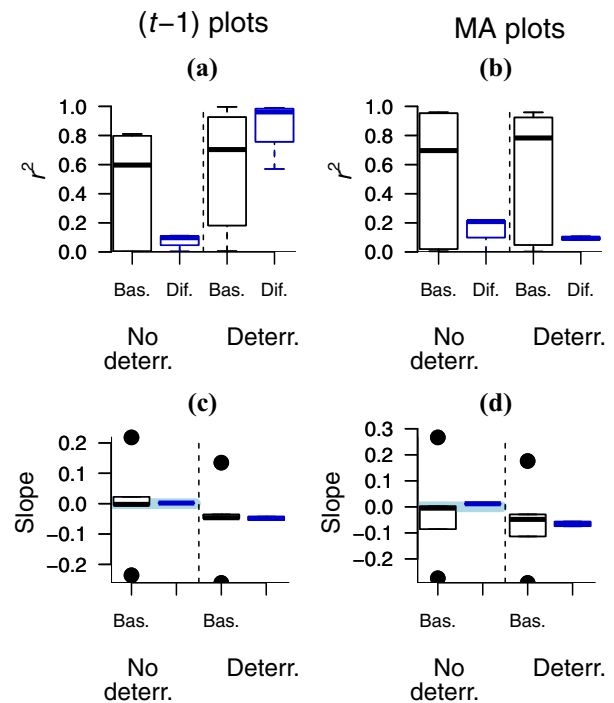 (t−1) plots MA plots
(a) (b)
r²
1.0
0.8
0.6
0.4
0.2
0.0
Bas. Dif. Bas. Dif.
No deterr. Deterr.
r²
1.0
0.8
0.6
0.4
0.2
0.0
Bas. Dif. Bas. Dif.
No deterr. Deterr.
(c) (d)
Slope
0.2
0.1
0.0
−0.1
−0.2
Bas. Bas.
No deterr. Deterr.
Slope
0.3
0.2
0.1
0.0
−0.1
−0.2
Bas. Bas.
No deterr. Deterr.